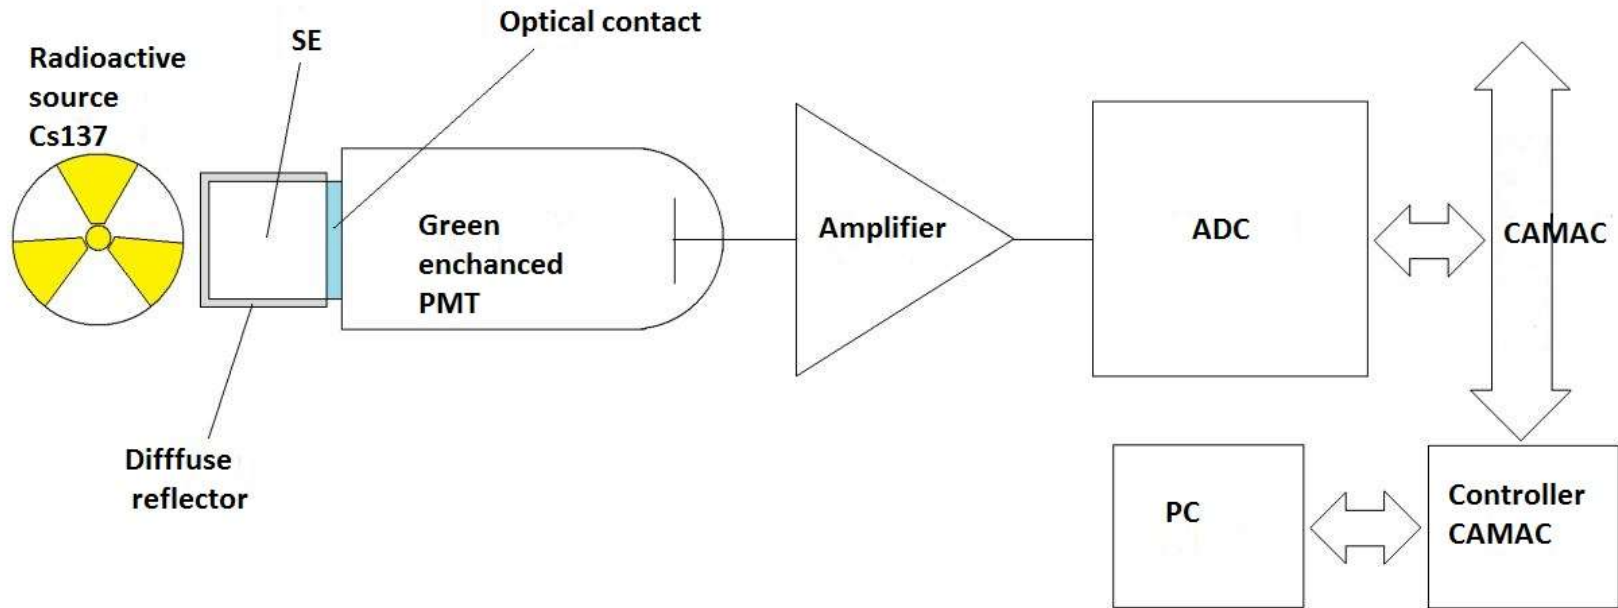 Optical contact
SE
Radioactive
source
Cs137
Green
enchanced
PMT
Amplifier
ADC
CAMAC
Difffuse
reflector
PC
Controller
CAMAC